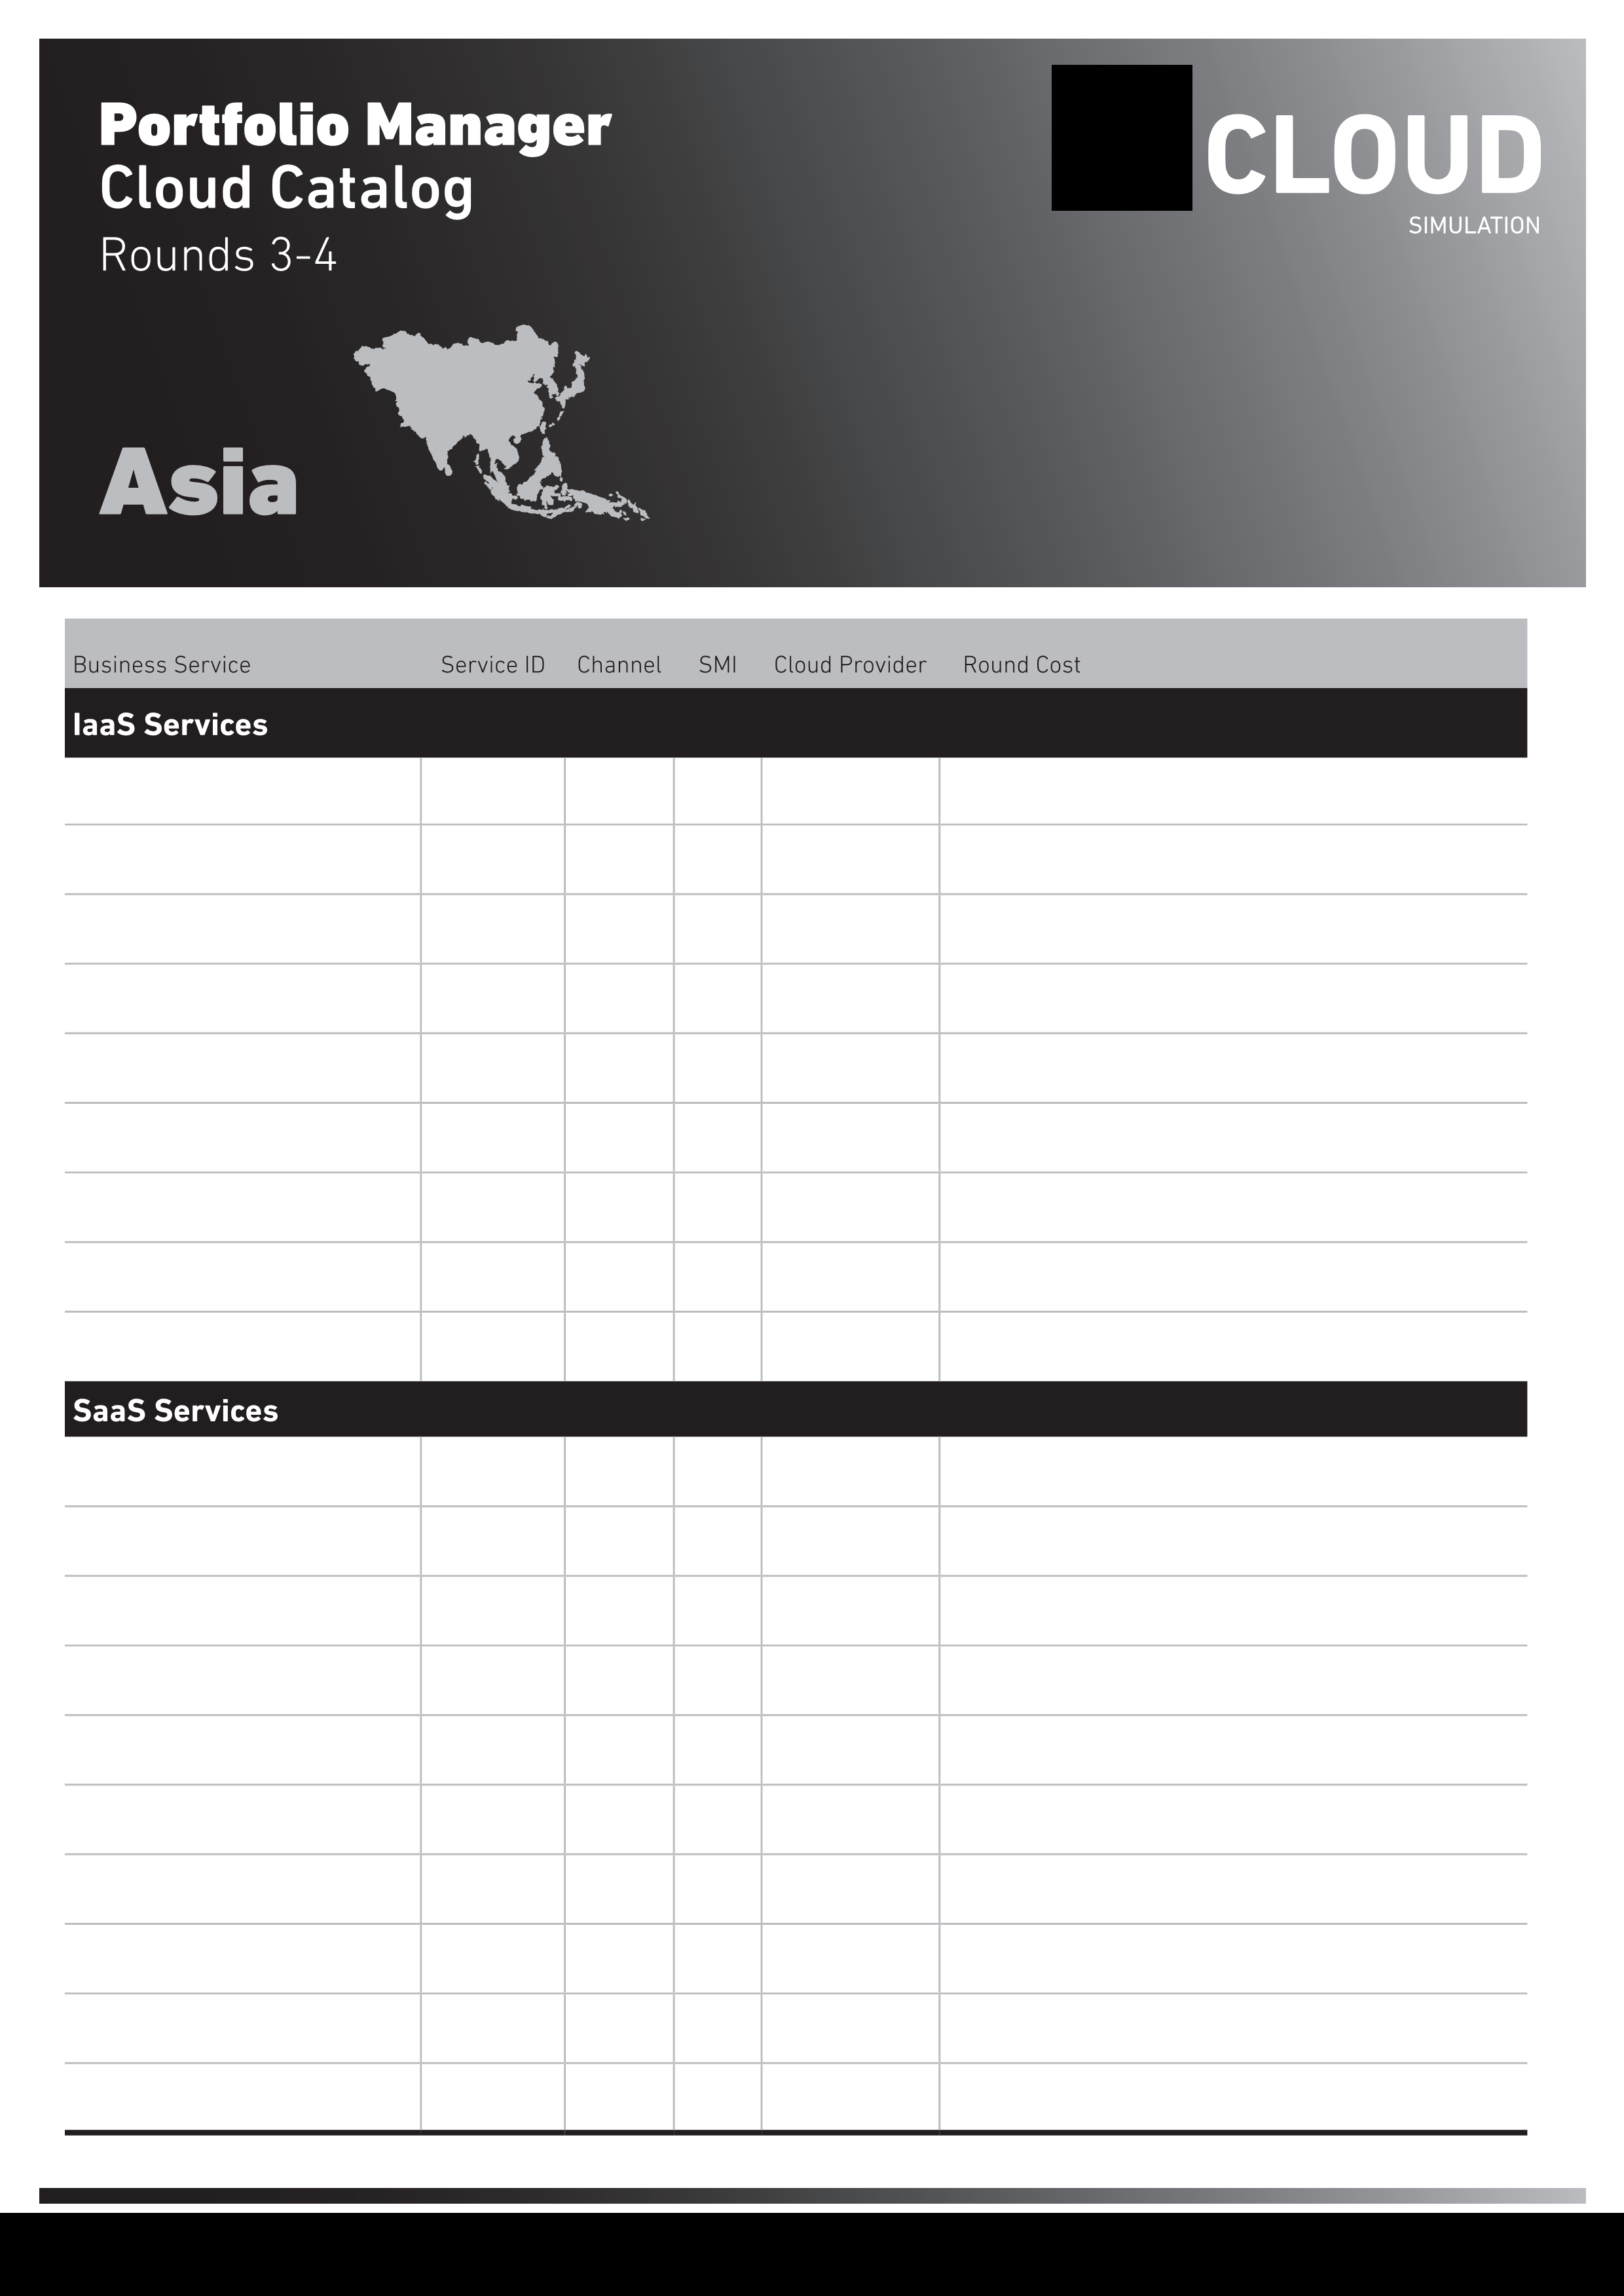 Portfolio Manager
Cloud Catalog
Rounds 3-4
CLOUD
SIMULATION
Asia
Business Service Service ID Channel SMI Cloud Provider Round Cost
IaaS Services
SaaS Services